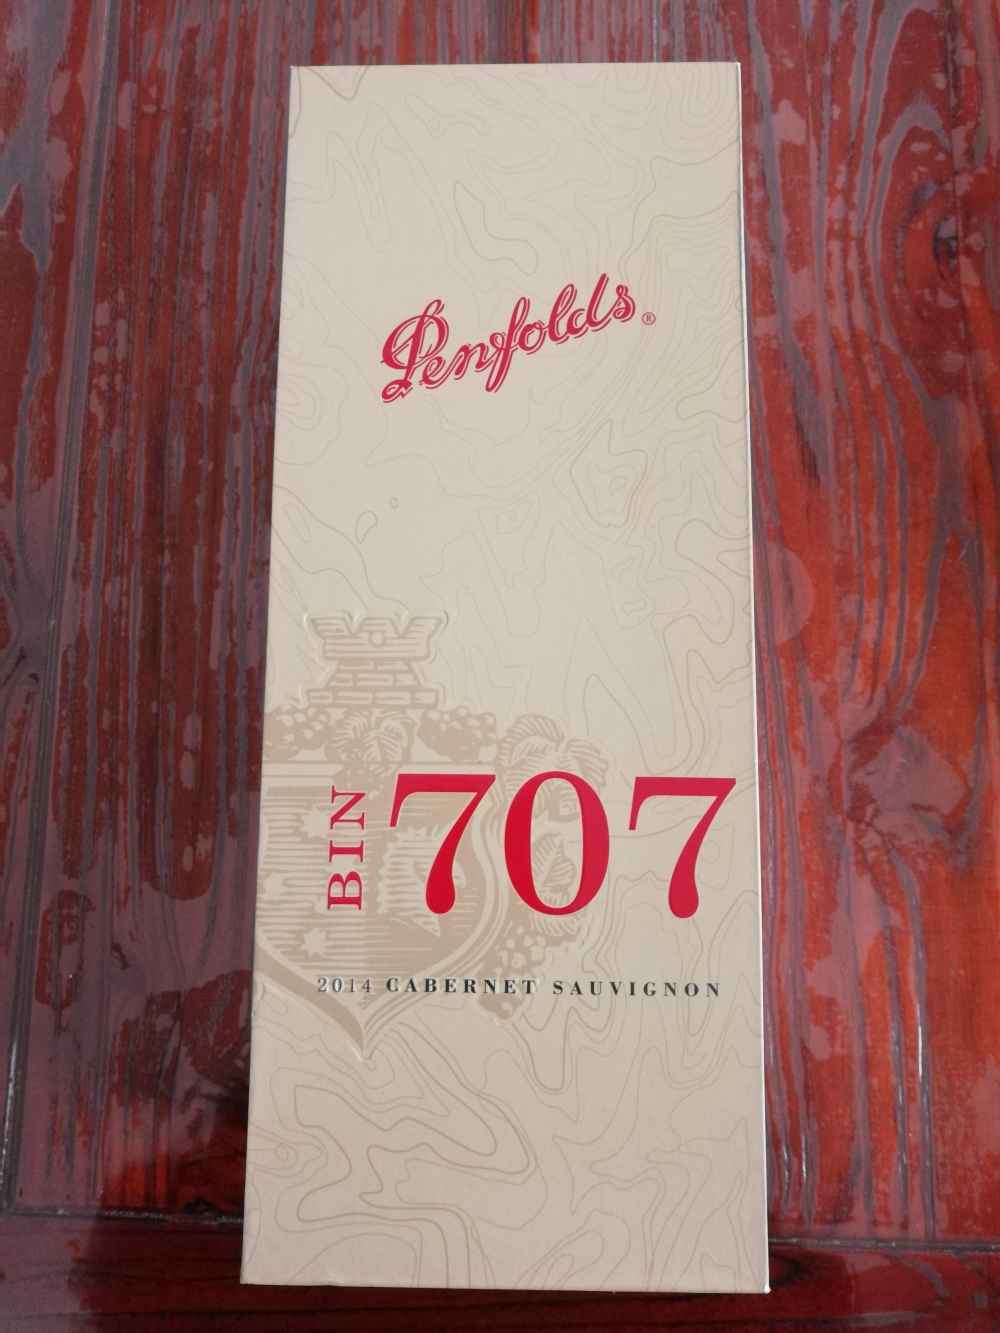 Penfolds®
BIN 707
2014 CABERNET SAUVIGNON